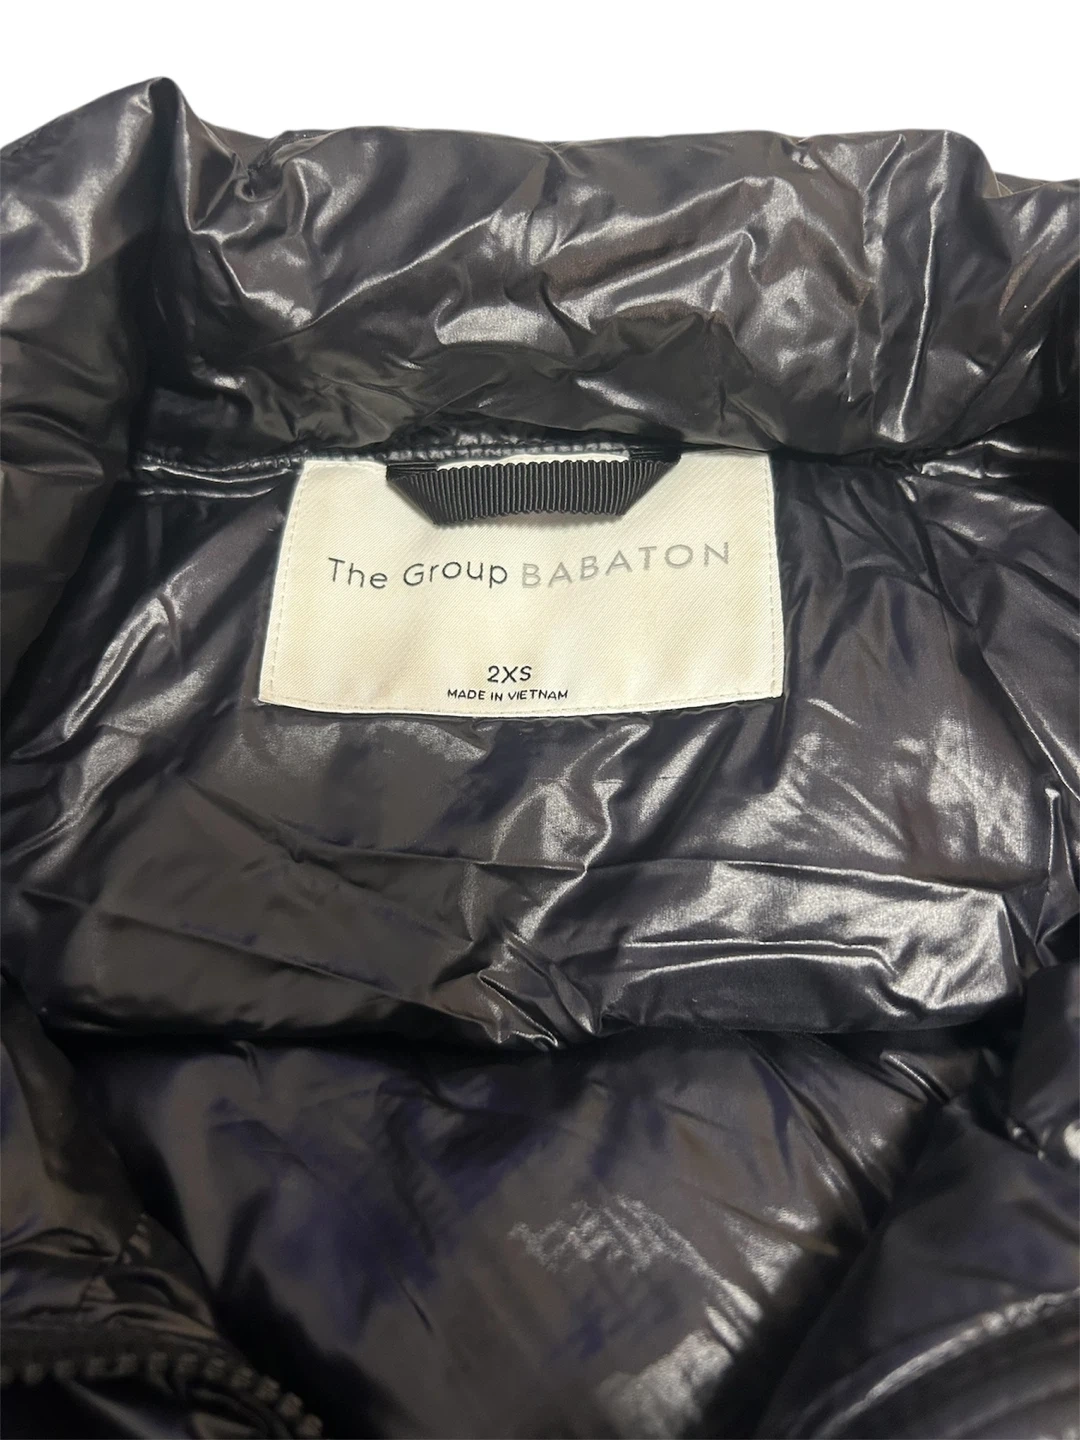 The Group BABATON
2XS
MADE IN VIETNAM